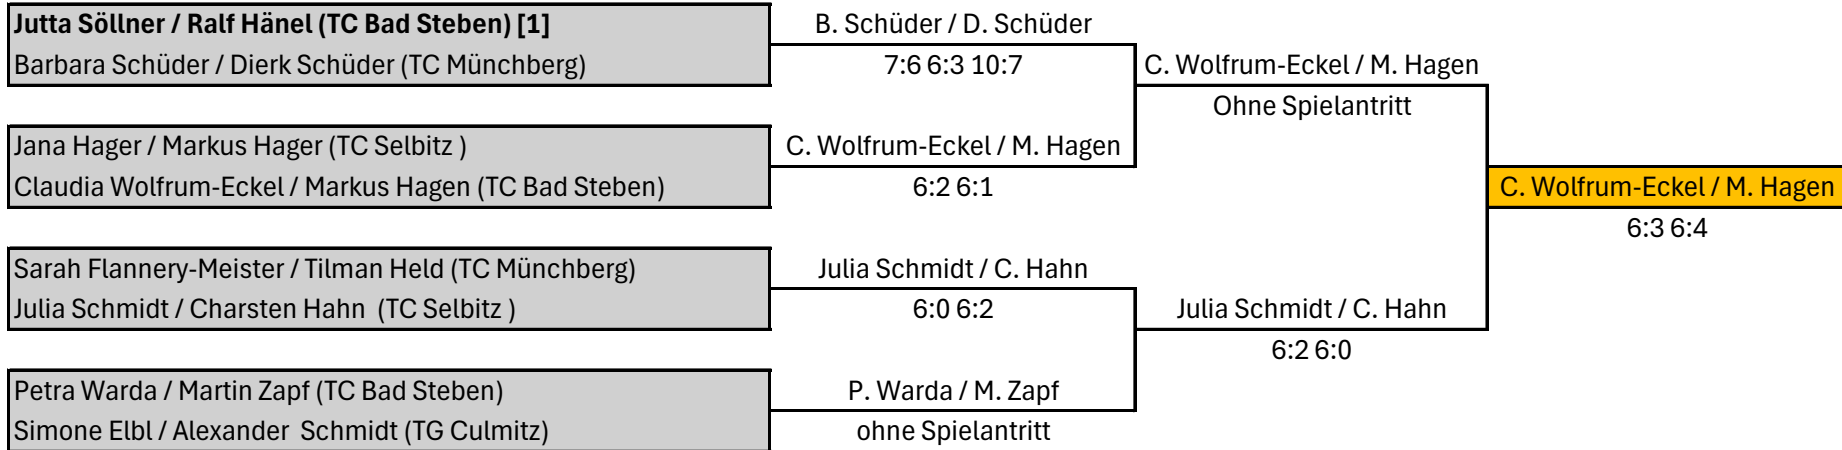 Jutta Söllner / Ralf Hänel (TC Bad Steben) [1]
Barbara Schüder / Dierk Schüder (TC Münchberg)
Jana Hager / Markus Hager (TC Selbitz )
Claudia Wolfrum-Eckel / Markus Hagen (TC Bad Steben)
Sarah Flannery-Meister / Tilman Held (TC Münchberg)
Julia Schmidt / Charsten Hahn  (TC Selbitz )
Petra Warda / Martin Zapf (TC Bad Steben)
Simone Elbl / Alexander  Schmidt (TG Culmitz)
B. Schüder / D. Schüder
7:6 6:3 10:7
C. Wolfrum-Eckel / M. Hagen
6:2 6:1
Julia Schmidt / C. Hahn
6:0 6:2
P. Warda / M. Zapf
ohne Spielantritt
C. Wolfrum-Eckel / M. Hagen
Ohne Spielantritt
Julia Schmidt / C. Hahn
6:2 6:0
C. Wolfrum-Eckel / M. Hagen
6:3 6:4